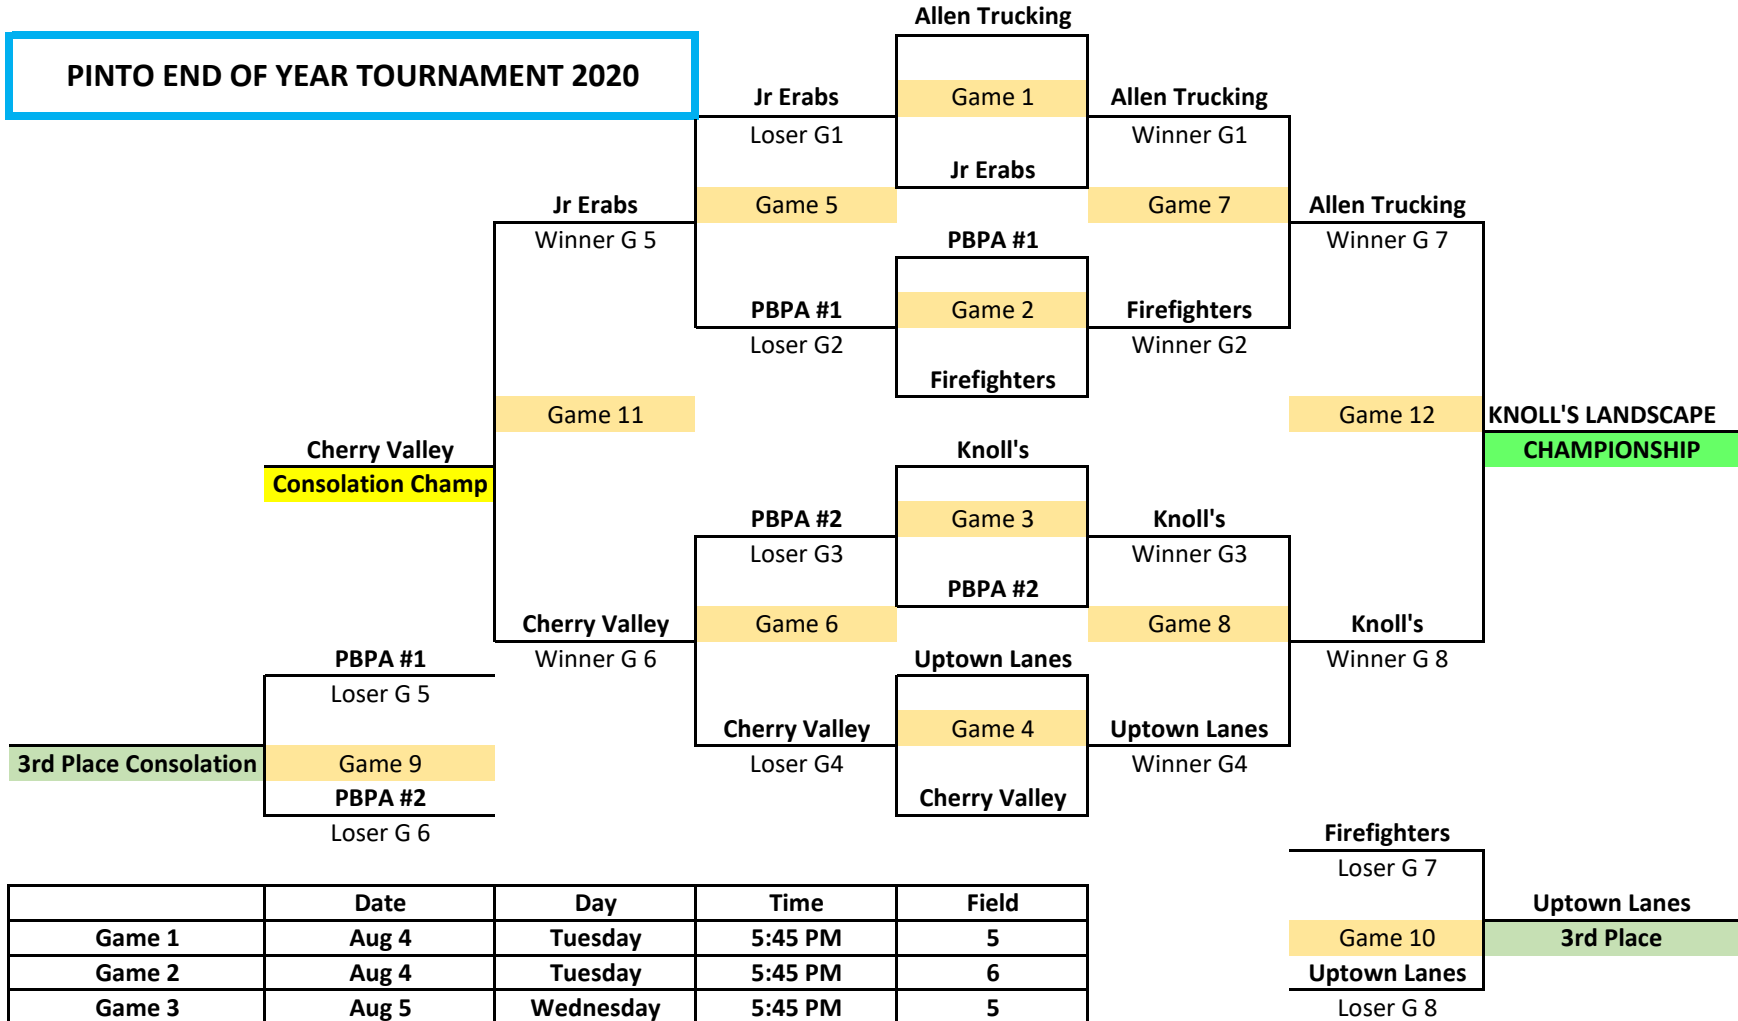 Allen Trucking
PINTO END OF YEAR TOURNAMENT 2020
Jr Erabs Game 1 Allen Trucking
Loser G1 Winner G1
Jr Erabs
Jr Erabs Game 5 Game 7 Allen Trucking
Winner G 5 PBPA #1 Winner G 7
PBPA #1 Game 2 Firefighters
Loser G2 Winner G2
Firefighters
Game 11 Game 12 KNOLL'S LANDSCAPE
Cherry Valley Knoll's CHAMPIONSHIP
Consolation Champ
PBPA #2 Game 3 Knoll's
Loser G3 Winner G3
PBPA #2
Cherry Valley Game 6 Game 8 Knoll's
PBPA #1 Winner G 6 Uptown Lanes Winner G 8
Loser G 5
Cherry Valley Game 4 Uptown Lanes
3rd Place Consolation Game 9 Loser G4 Winner G4
PBPA #2 Cherry Valley
Loser G 6 Firefighters
Loser G 7
Date Day Time Field Uptown Lanes
Game 1 Aug 4 Tuesday 5:45 PM 5 Game 10 3rd Place
Game 2 Aug 4 Tuesday 5:45 PM 6 Uptown Lanes
Game 3 Aug 5 Wednesday 5:45 PM 5 Loser G 8